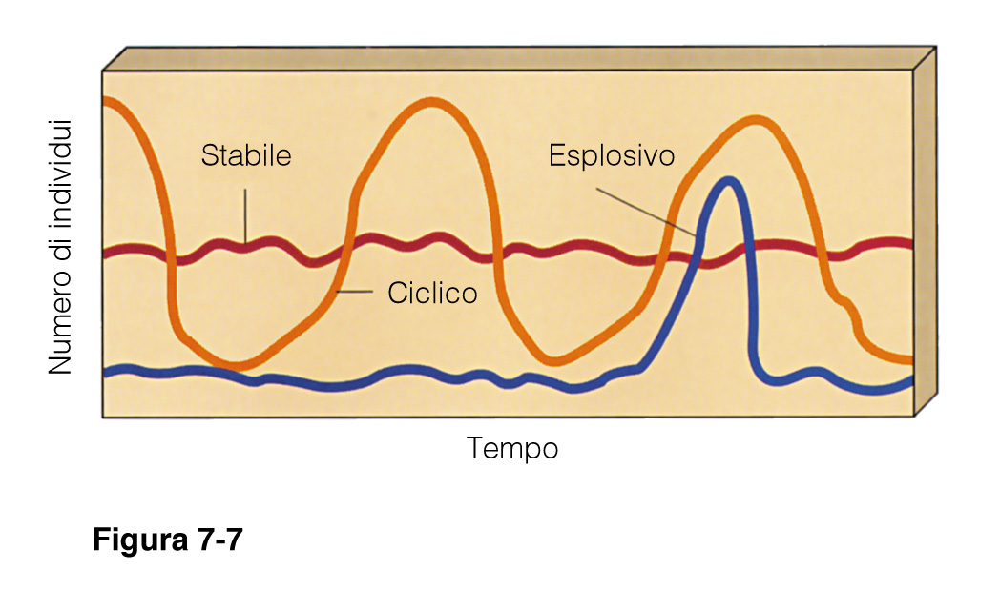 Numero di individui
Stabile
Esplosivo
Ciclico
Tempo
Figura 7-7